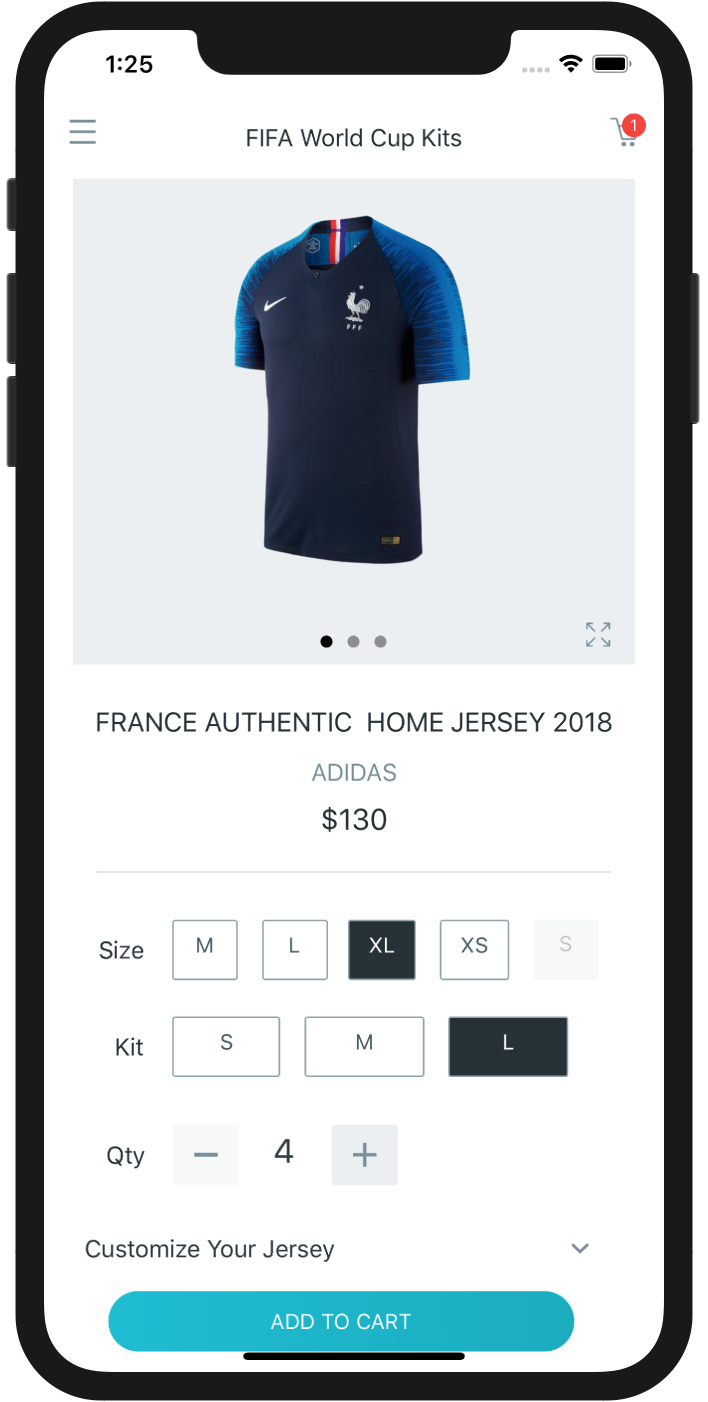 1:25
FIFA World Cup Kits
1
FFF
FRANCE AUTHENTIC  HOME JERSEY 2018
ADIDAS
$130
Size M L XL XS S
Kit S M L
Qty 4
Customize Your Jersey
ADD TO CART